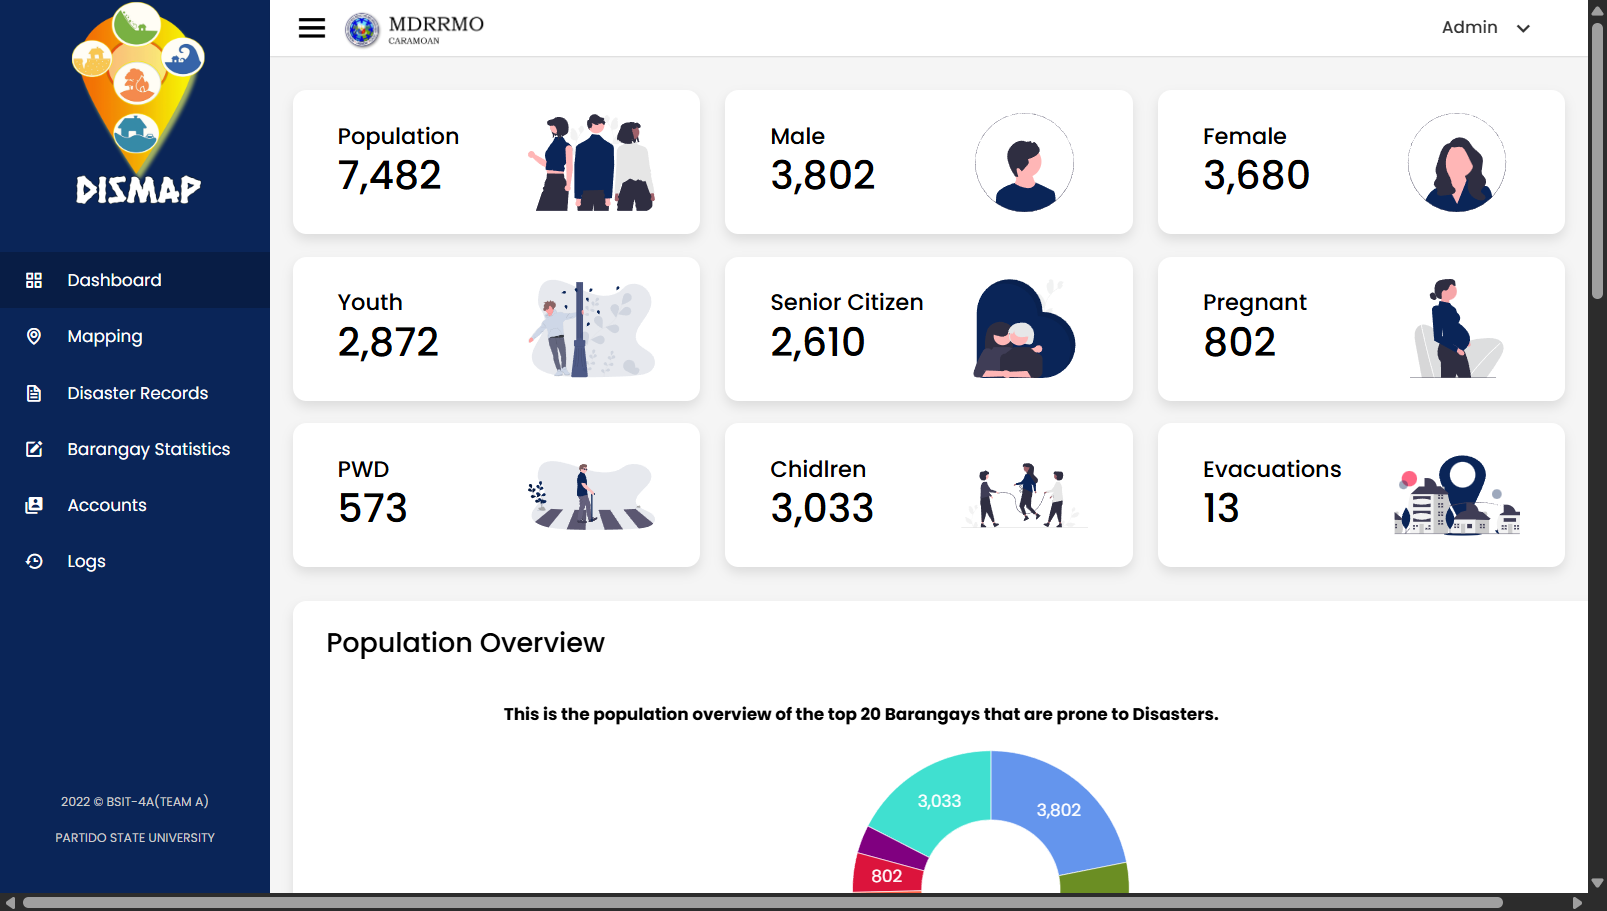 DISMAP
Dashboard
Mapping
Disaster Records
Barangay Statistics
Accounts
Logs
2022 © BSIT-4A(TEAM A)
PARTIDO STATE UNIVERSITY
MDRRMO
CARAMOAN
Admin
Population
7,482
Male
3,802
Female
3,680
Youth
2,872
Senior Citizen
2,610
Pregnant
802
PWD
573
Chidlren
3,033
Evacuations
13
Population Overview
This is the population overview of the top 20 Barangays that are prone to Disasters.
3,033
3,802
802